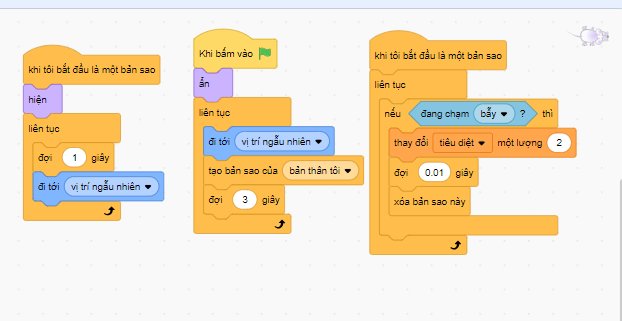 khi tôi bắt đầu là một bản sao
hiện
liên tục
đợi 1 giây
đi tới vị trí ngẫu nhiên
Khi bấm vào
ẩn
liên tục
đi tới vị trí ngẫu nhiên
tạo bản sao của bản thân tôi
đợi 3 giây
khi tôi bắt đầu là một bản sao
liên tục
nếu đang chạm bẫy ? thì
thay đổi tiêu diệt một lượng 2
đợi 0.01 giây
xóa bản sao này